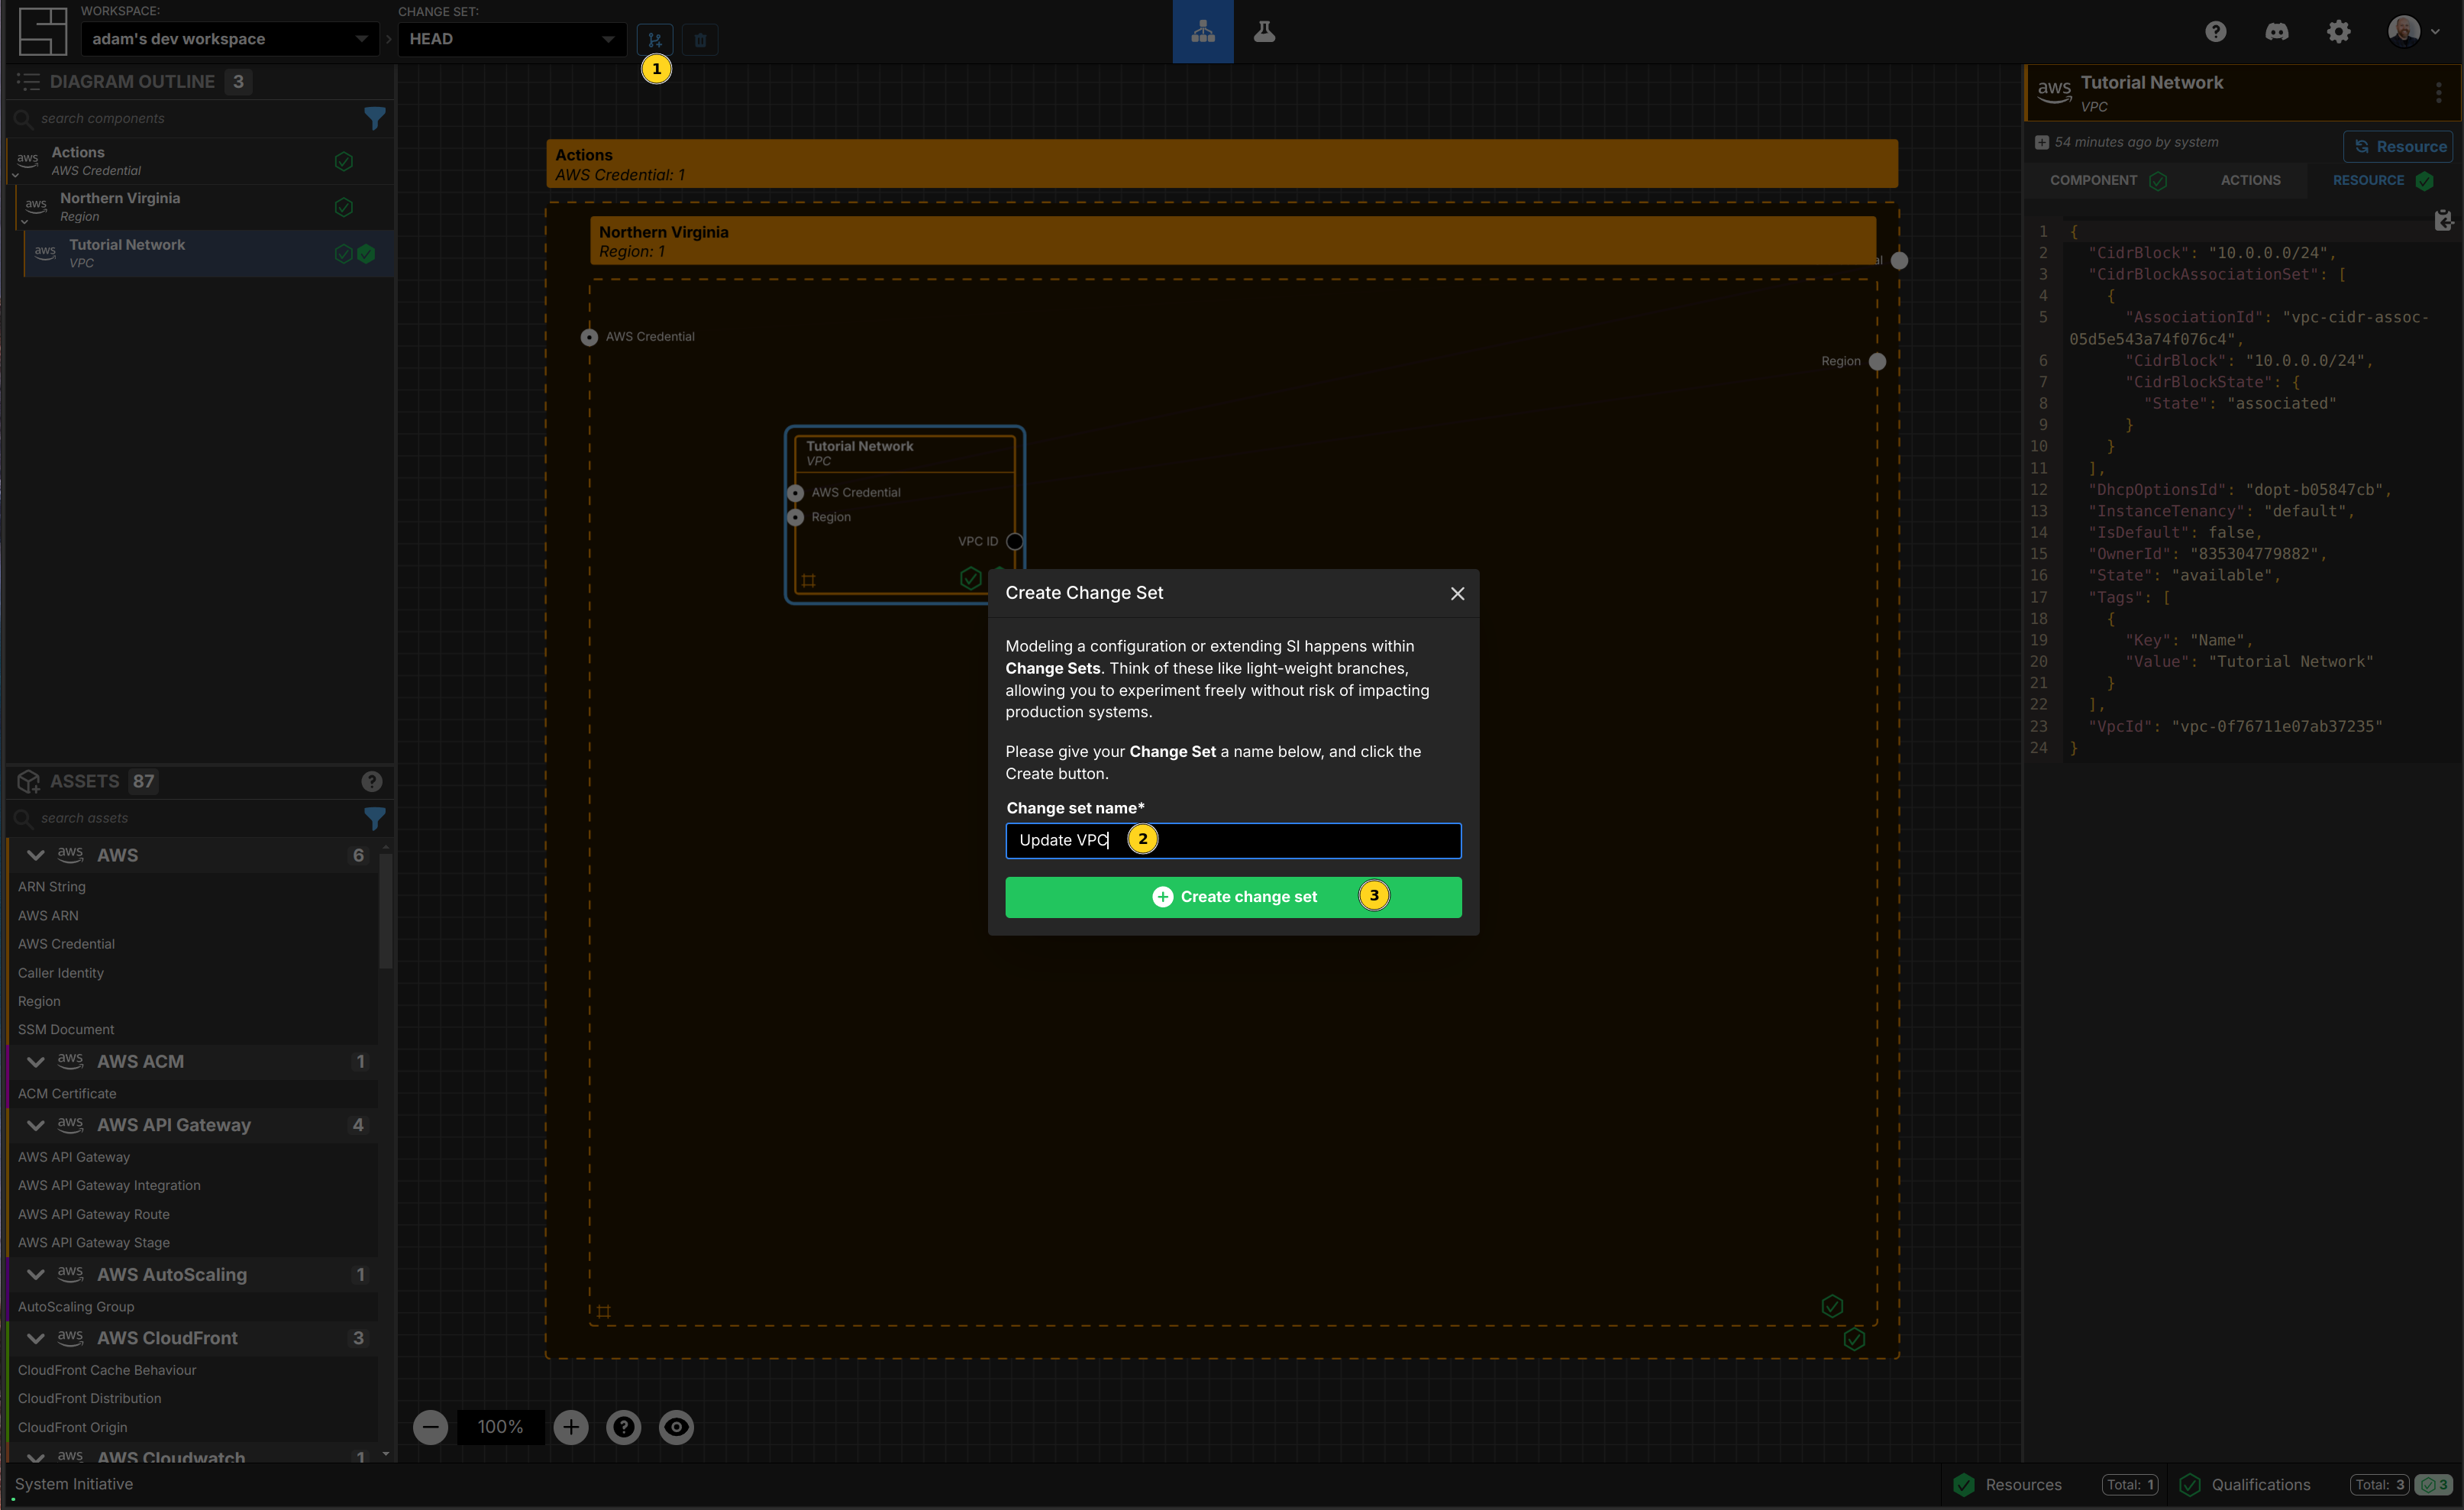 WORKSPACE:
adam's dev workspace
CHANGE SET:
HEAD
1
DIAGRAM OUTLINE 3
search components
aws Actions
AWS Credential
aws Northern Virginia
Region
aws Tutorial Network
VPC
ASSETS 87
search assets
aws AWS 6
ARN String
AWS ARN
AWS Credential
Caller Identity
Region
SSM Document
aws AWS ACM 1
ACM Certificate
aws AWS API Gateway 4
AWS API Gateway
AWS API Gateway Integration
AWS API Gateway Route
AWS API Gateway Stage
aws AWS AutoScaling 1
AutoScaling Group
aws AWS CloudFront 3
CloudFront Cache Behaviour
CloudFront Distribution
CloudFront Origin
aws AWS Cloudwatch 1
Actions
AWS Credential: 1
Northern Virginia
Region: 1
al
AWS Credential
Region
Tutorial Network
VPC
AWS Credential
Region
VPC ID
Create Change Set
Modeling a configuration or extending SI happens within
Change Sets. Think of these like light-weight branches,
allowing you to experiment freely without risk of impacting
production systems.
Please give your Change Set a name below, and click the
Create button.
Change set name*
Update VPC 2
Create change set 3
100%
aws Tutorial Network
VPC
54 minutes ago by system
Resource
COMPONENT ACTIONS RESOURCE
1 {
2 "CidrBlock": "10.0.0.0/24",
3 "CidrBlockAssociationSet": [
4 {
5 "AssociationId": "vpc-cidr-assoc-
05d5e543a74f076c4",
6 "CidrBlock": "10.0.0.0/24",
7 "CidrBlockState": {
8 "State": "associated"
9 }
10 }
11 ],
12 "DhcpOptionsId": "dopt-b05847cb",
13 "InstanceTenancy": "default",
14 "IsDefault": false,
15 "OwnerId": "835304779882",
16 "State": "available",
17 "Tags": [
18 {
19 "Key": "Name",
20 "Value": "Tutorial Network"
21 }
22 ],
23 "VpcId": "vpc-0f76711e07ab37235"
24 }
System Initiative
Resources Total: 1 Qualifications Total: 3 3